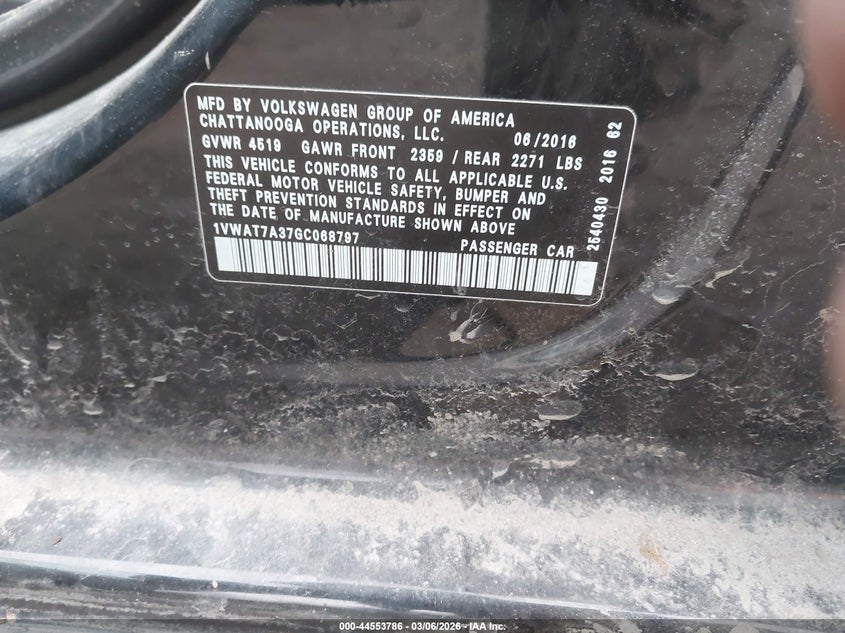 MFD BY VOLKSWAGEN GROUP OF AMERICA
CHATTANOOGA OPERATIONS, LLC. 06/2016
GVWR 4519 GAWR FRONT 2359 / REAR 2271 LBS
THIS VEHICLE CONFORMS TO ALL APPLICABLE U.S.
FEDERAL MOTOR VEHICLE SAFETY, BUMPER AND
THEFT PREVENTION STANDARDS IN EFFECT ON
THE DATE OF MANUFACTURE SHOWN ABOVE
1VWAT7A37GC068797 PASSENGER CAR
2540430 2016 62
000-44553786 - 03/06/2026 - IAA Inc.